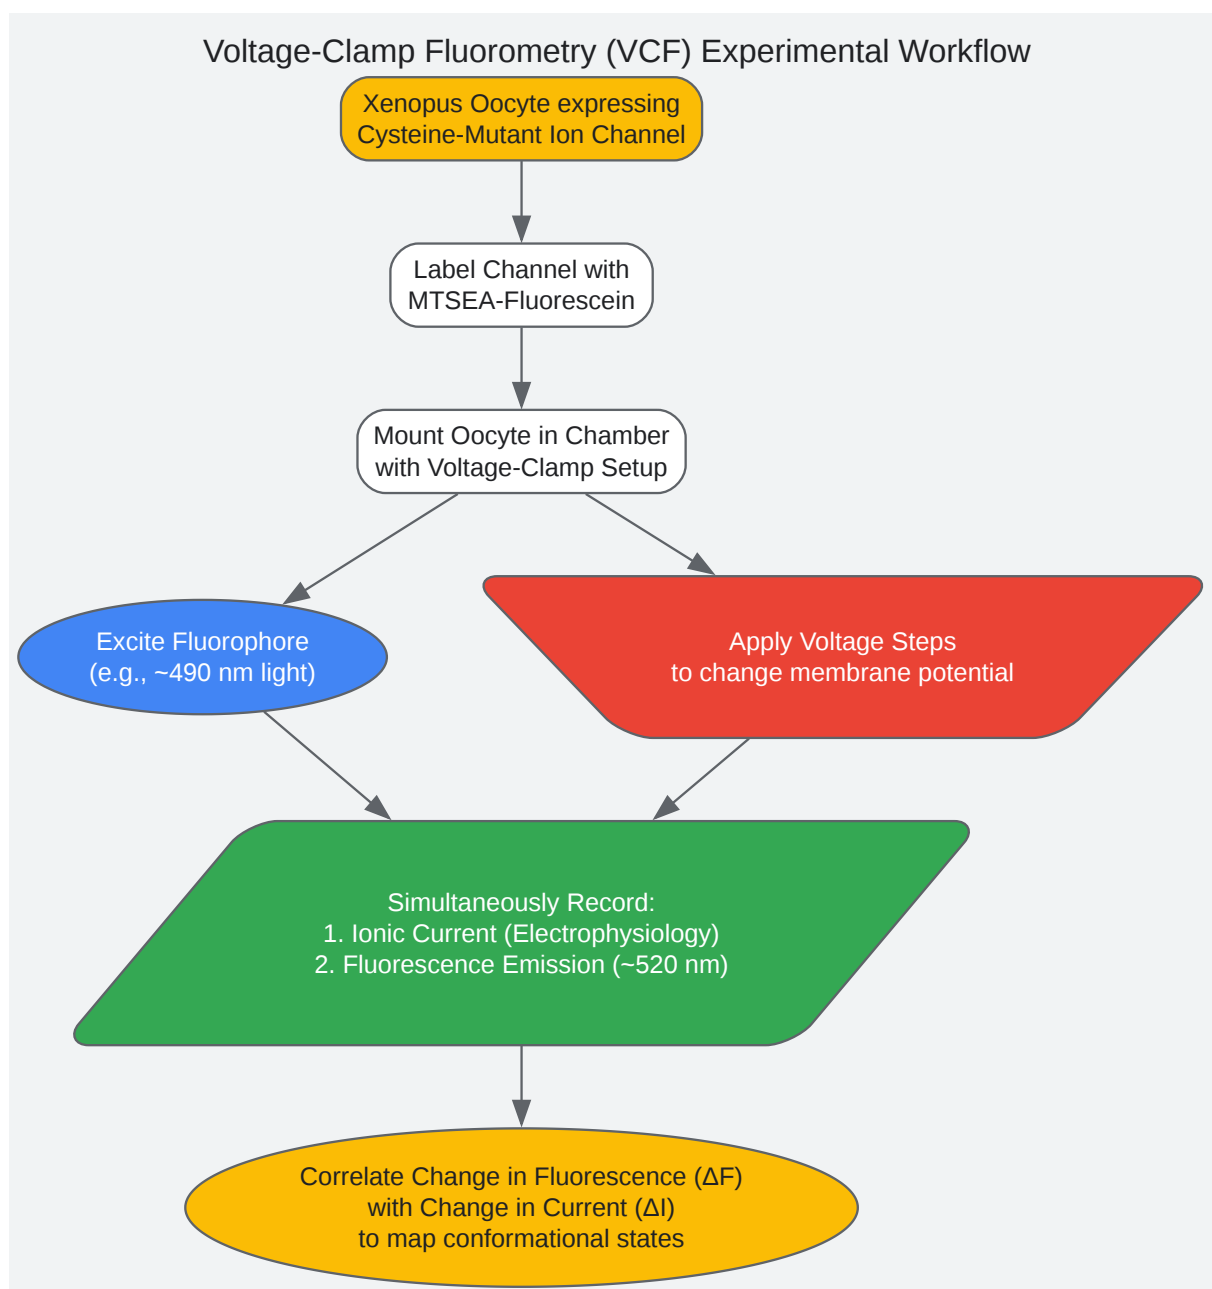 Voltage-Clamp Fluorometry (VCF) Experimental Workflow
Xenopus Oocyte expressing
Cysteine-Mutant Ion Channel
Label Channel with
MTSEA-Fluorescein
Mount Oocyte in Chamber
with Voltage-Clamp Setup
Excite Fluorophore
(e.g., ~490 nm light)
Apply Voltage Steps
to change membrane potential
Simultaneously Record:
1. Ionic Current (Electrophysiology)
2. Fluorescence Emission (~520 nm)
Correlate Change in Fluorescence (ΔF)
with Change in Current (ΔI)
to map conformational states